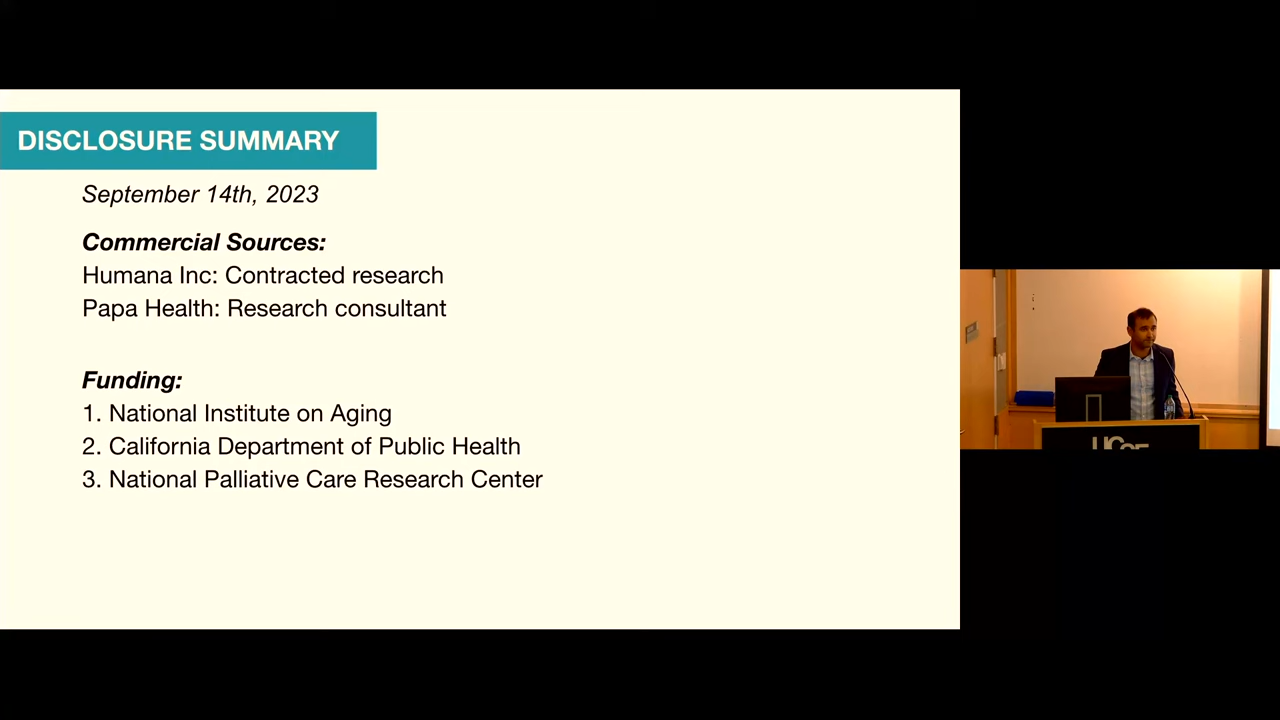 DISCLOSURE SUMMARY
September 14th, 2023
Commercial Sources:
Humana Inc: Contracted research
Papa Health: Research consultant
Funding:
1. National Institute on Aging
2. California Department of Public Health
3. National Palliative Care Research Center
UCSF